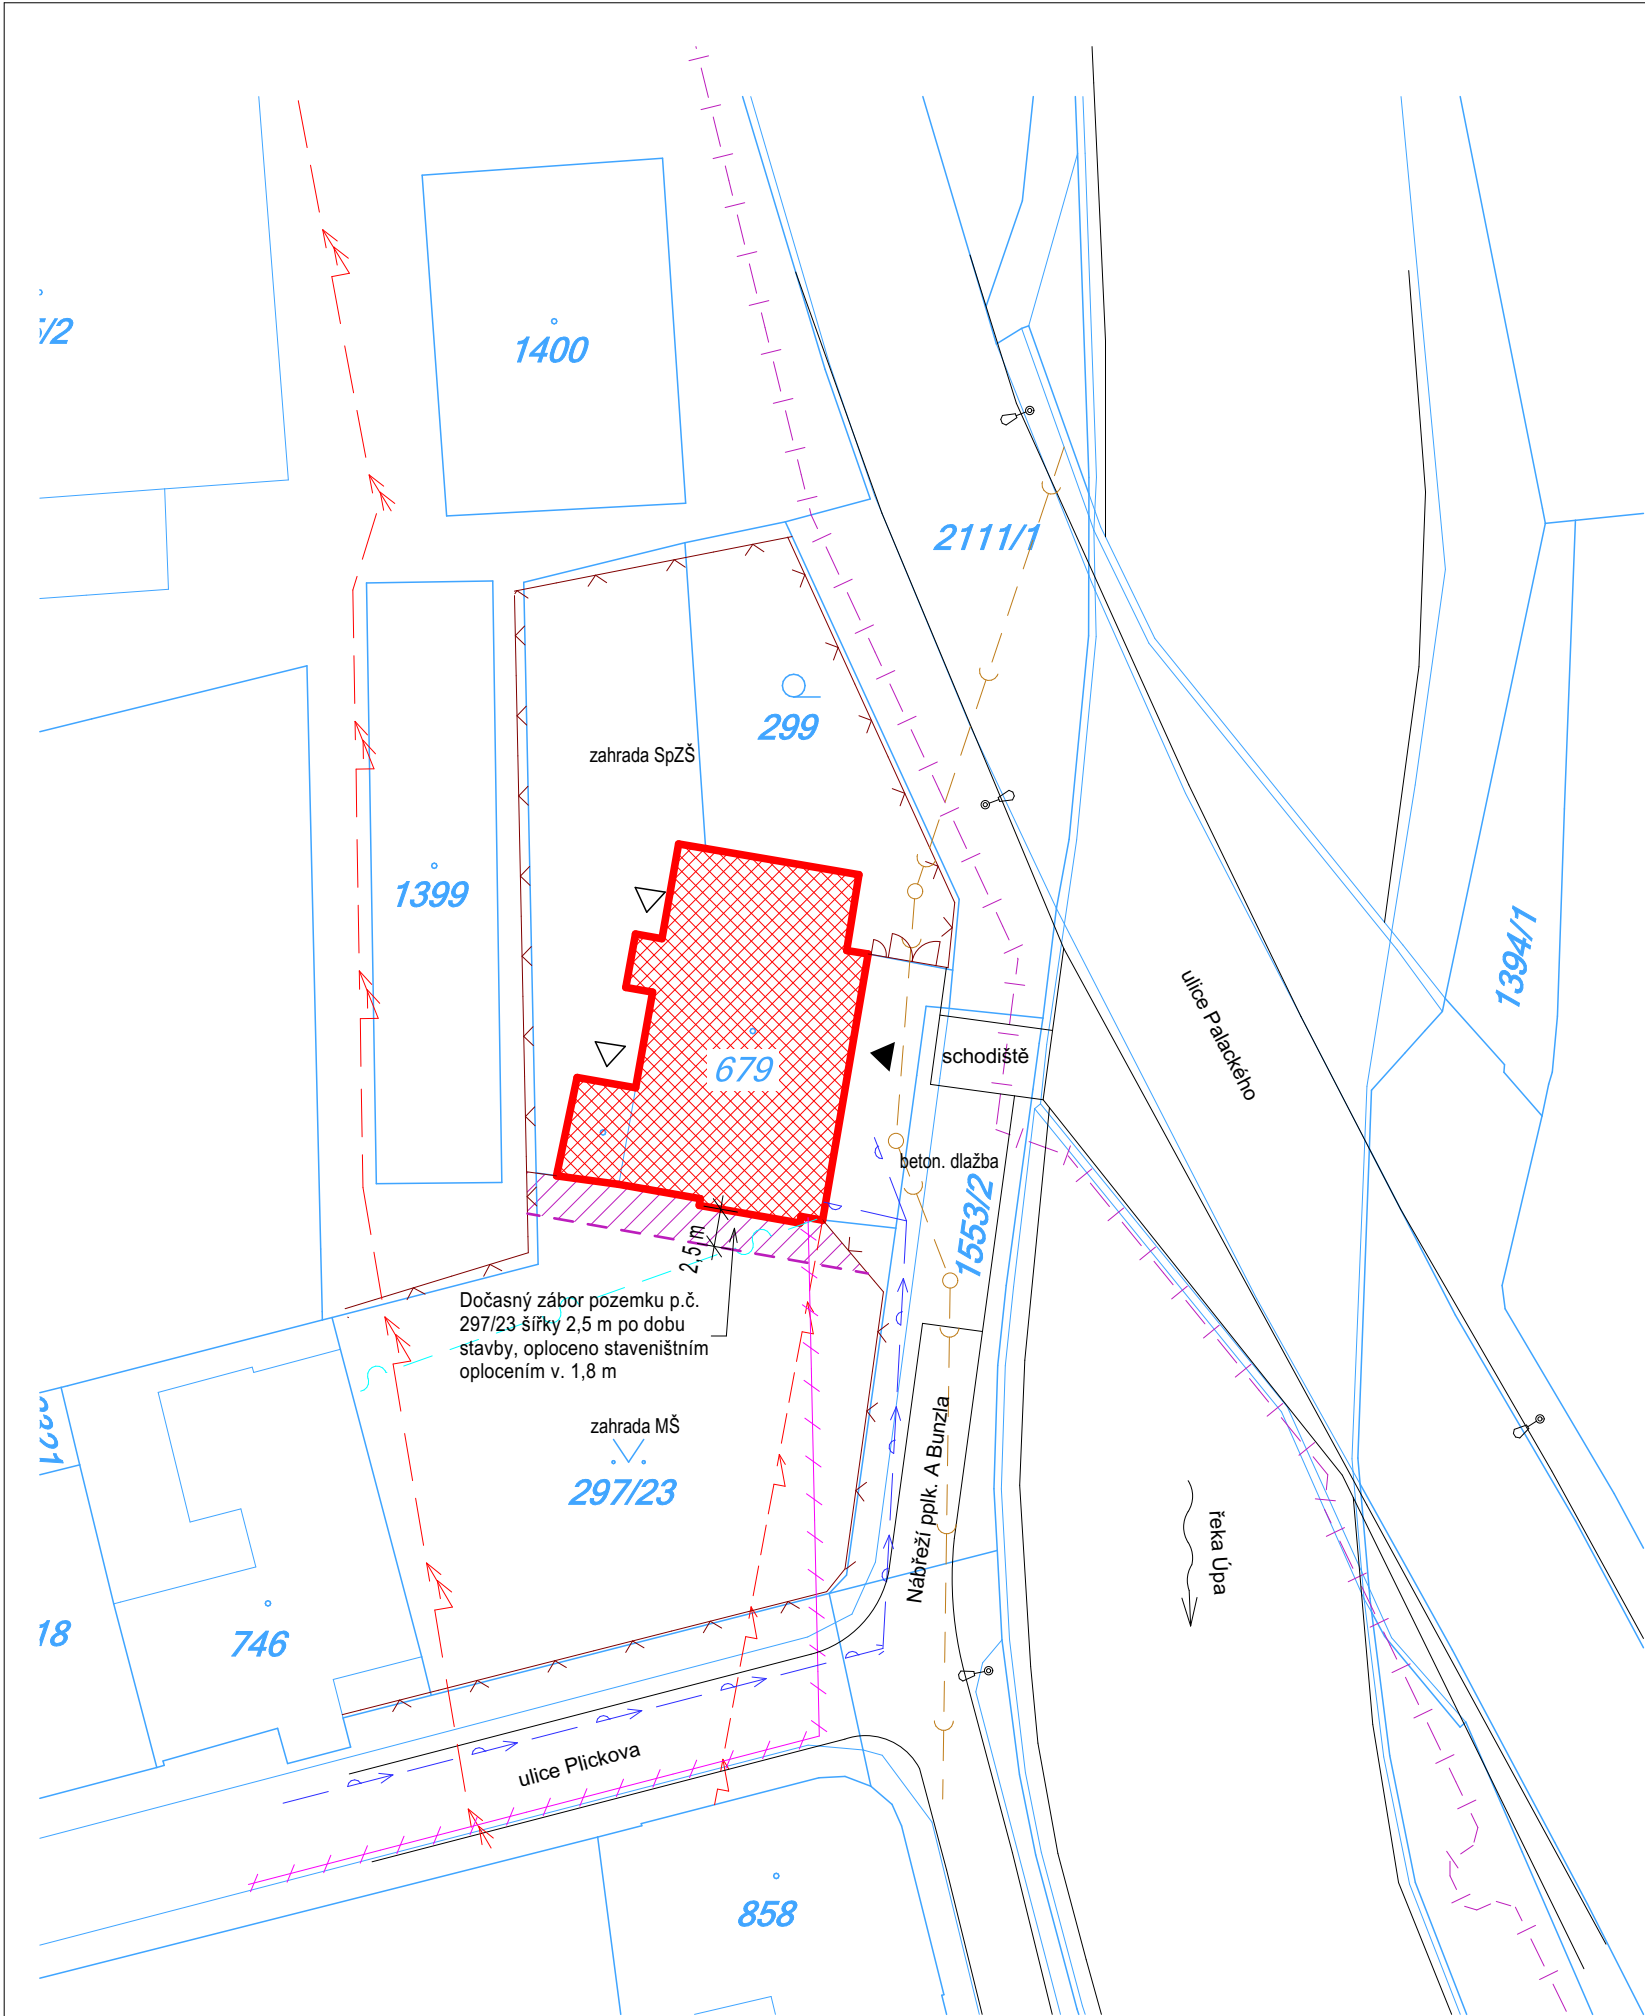 5/2
1400
2111/1
299
zahrada SpZŠ
1399
1394/1
ulice Palackého
schodiště
679
beton. dlažba
1553/2
2,5 m
Dočasný zábor pozemku p.č.
297/23 šířky 2,5 m po dobu
stavby, oploceno staveništním
oplocením v. 1,8 m
zahrada MŠ
297/23
Nábřeží pplk. A Bunzla
řeka Úpa
18
746
ulice Plickova
858